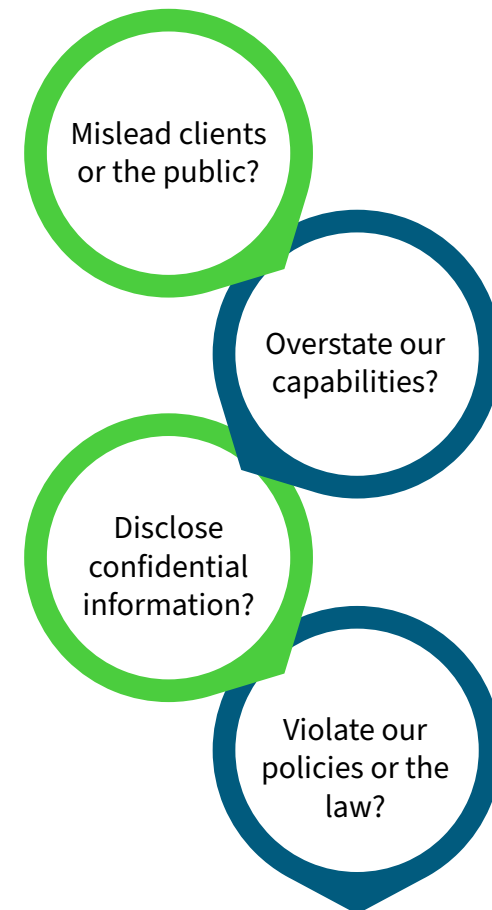 Mislead clients
or the public?
Overstate our
capabilities?
Disclose
confidential
information?
Violate our
policies or the
law?